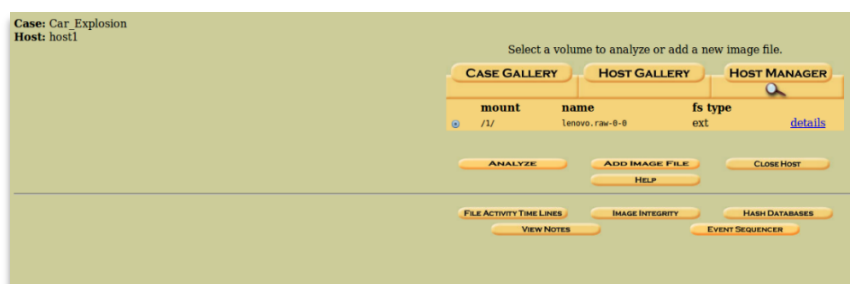 Case: Car_Explosion
Host: host1
Select a volume to analyze or add a new image file.
CASE GALLERY HOST GALLERY HOST MANAGER
mount name fs type
/1/ lenovo.raw-0-0 ext details
ANALYZE ADD IMAGE FILE CLOSE HOST
HELP
FILE ACTIVITY TIME LINES IMAGE INTEGRITY HASH DATABASES
VIEW NOTES EVENT SEQUENCER